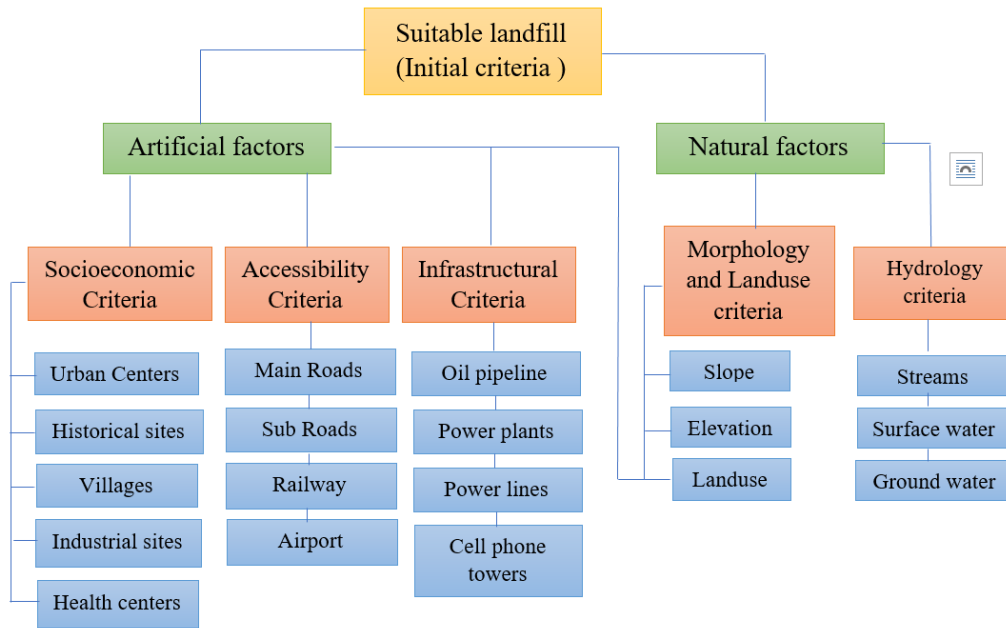 Suitable landfill
(Initial criteria )
Artificial factors
Natural factors
Socioeconomic
Criteria
Accessibility
Criteria
Infrastructural
Criteria
Morphology
and Landuse
criteria
Hydrology
criteria
Urban Centers
Historical sites
Villages
Industrial sites
Health centers
Main Roads
Sub Roads
Railway
Airport
Oil pipeline
Power plants
Power lines
Cell phone
towers
Slope
Elevation
Landuse
Streams
Surface water
Ground water